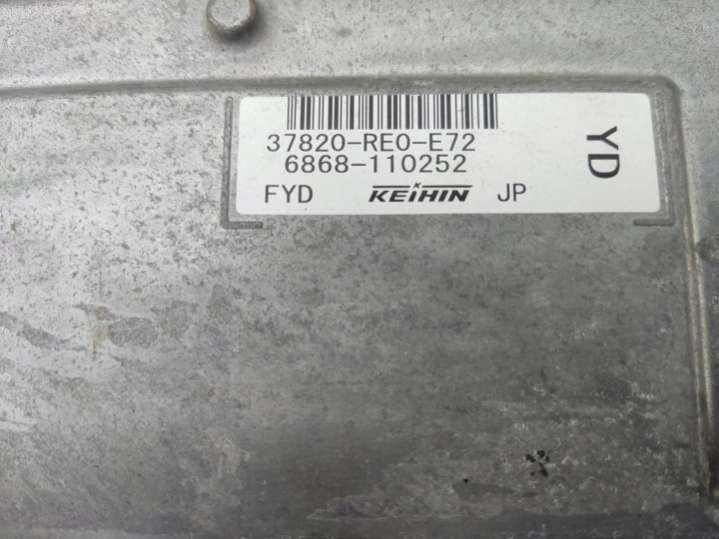 37820-RE0-E72
6868-110252
FYD KEIHIN JP
YD